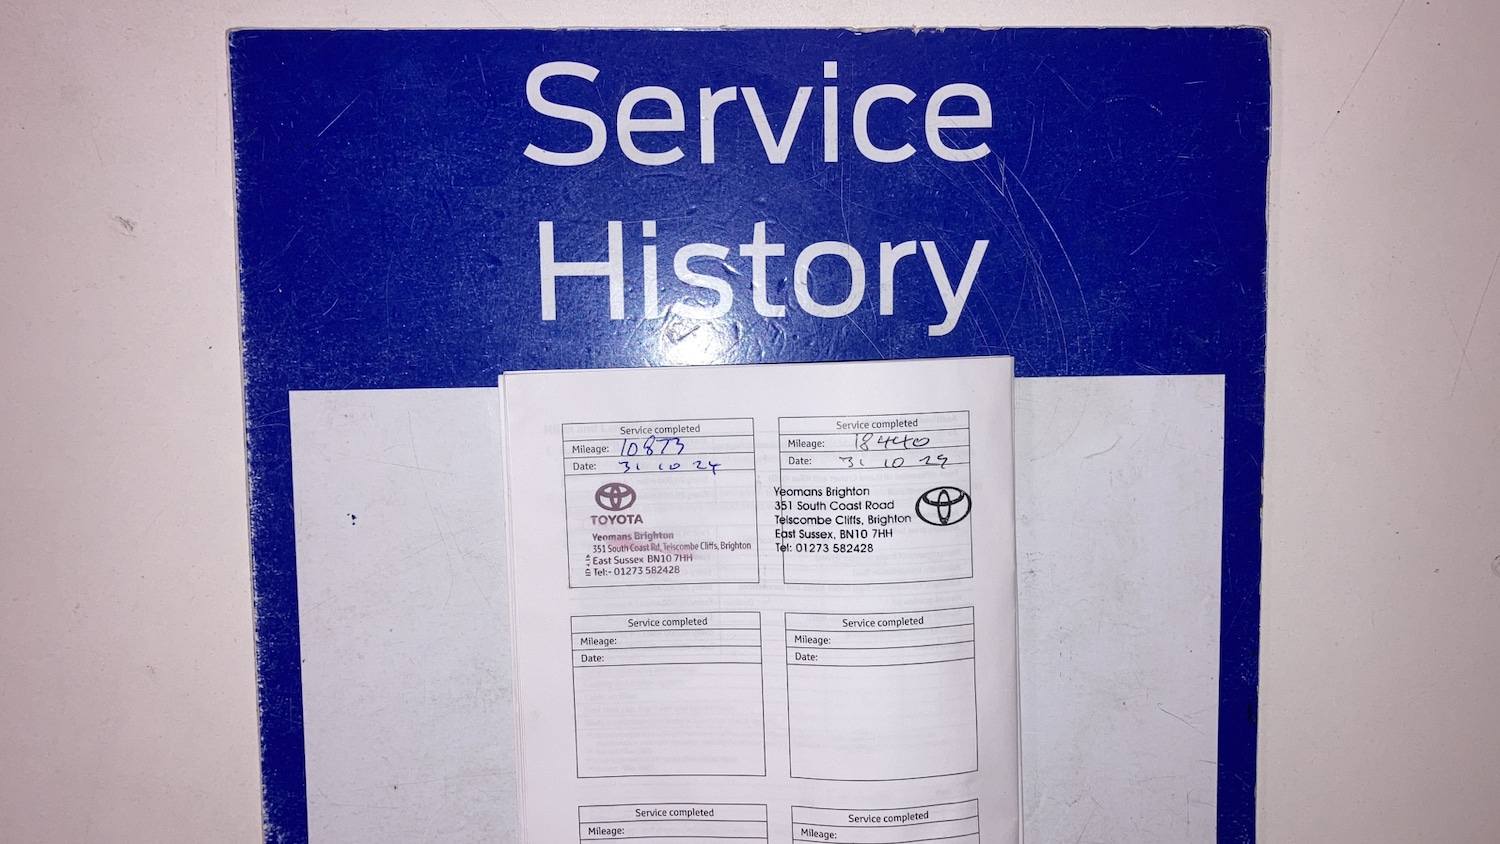 Service
History
Service completed
Mileage: 10873
Date: 31 10 24
TOYOTA
Yeomans Brighton
351 South Coast Rd, Telscombe Cliffs, Brighton
East Sussex BN10 7HH
Tel:- 01273 582428
Service completed
Mileage: 18440
Date: 31 10
Yeomans Brighton
351 South Coast Road
Telscombe Cliffs, Brighton
East Sussex, BN10 7HH
Tel: 01273 582428
Service completed
Mileage:
Date:
Service completed
Mileage:
Date:
Service completed
Mileage:
Service completed
Mileage: